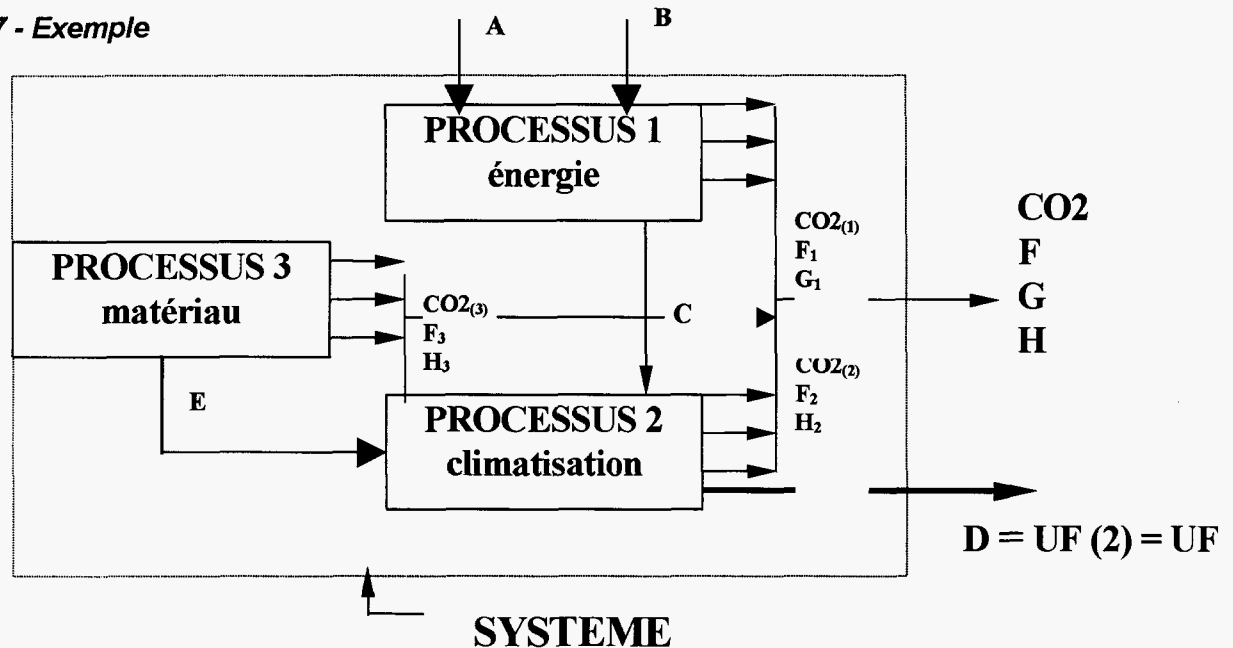 7 - Exemple
A
B
PROCESSUS 1
énergie
PROCESSUS 3
matériau
CO2(3)
F3
H3
C
CO2(1)
F1
G1
CO2
F
G
H
E
PROCESSUS 2
climatisation
CO2(2)
F2
H2
D = UF (2) = UF
SYSTEME